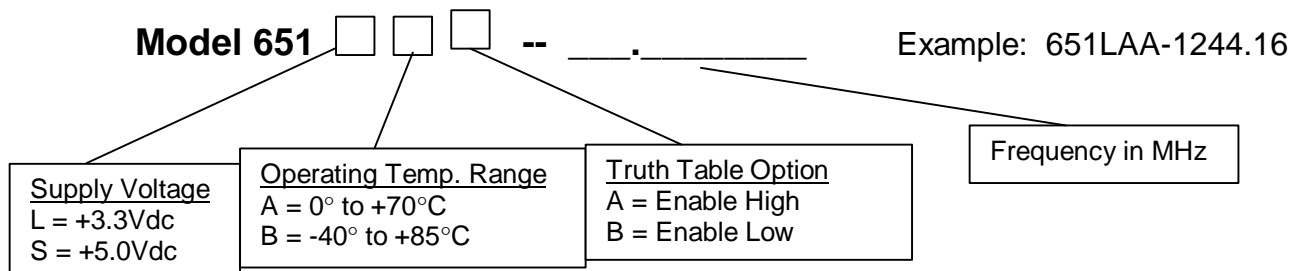 Model 651 □ □ □ -- ___.________ Example: 651LAA-1244.16
Supply Voltage
L = +3.3Vdc
S = +5.0Vdc
Operating Temp. Range
A = 0° to +70°C
B = -40° to +85°C
Truth Table Option
A = Enable High
B = Enable Low
Frequency in MHz